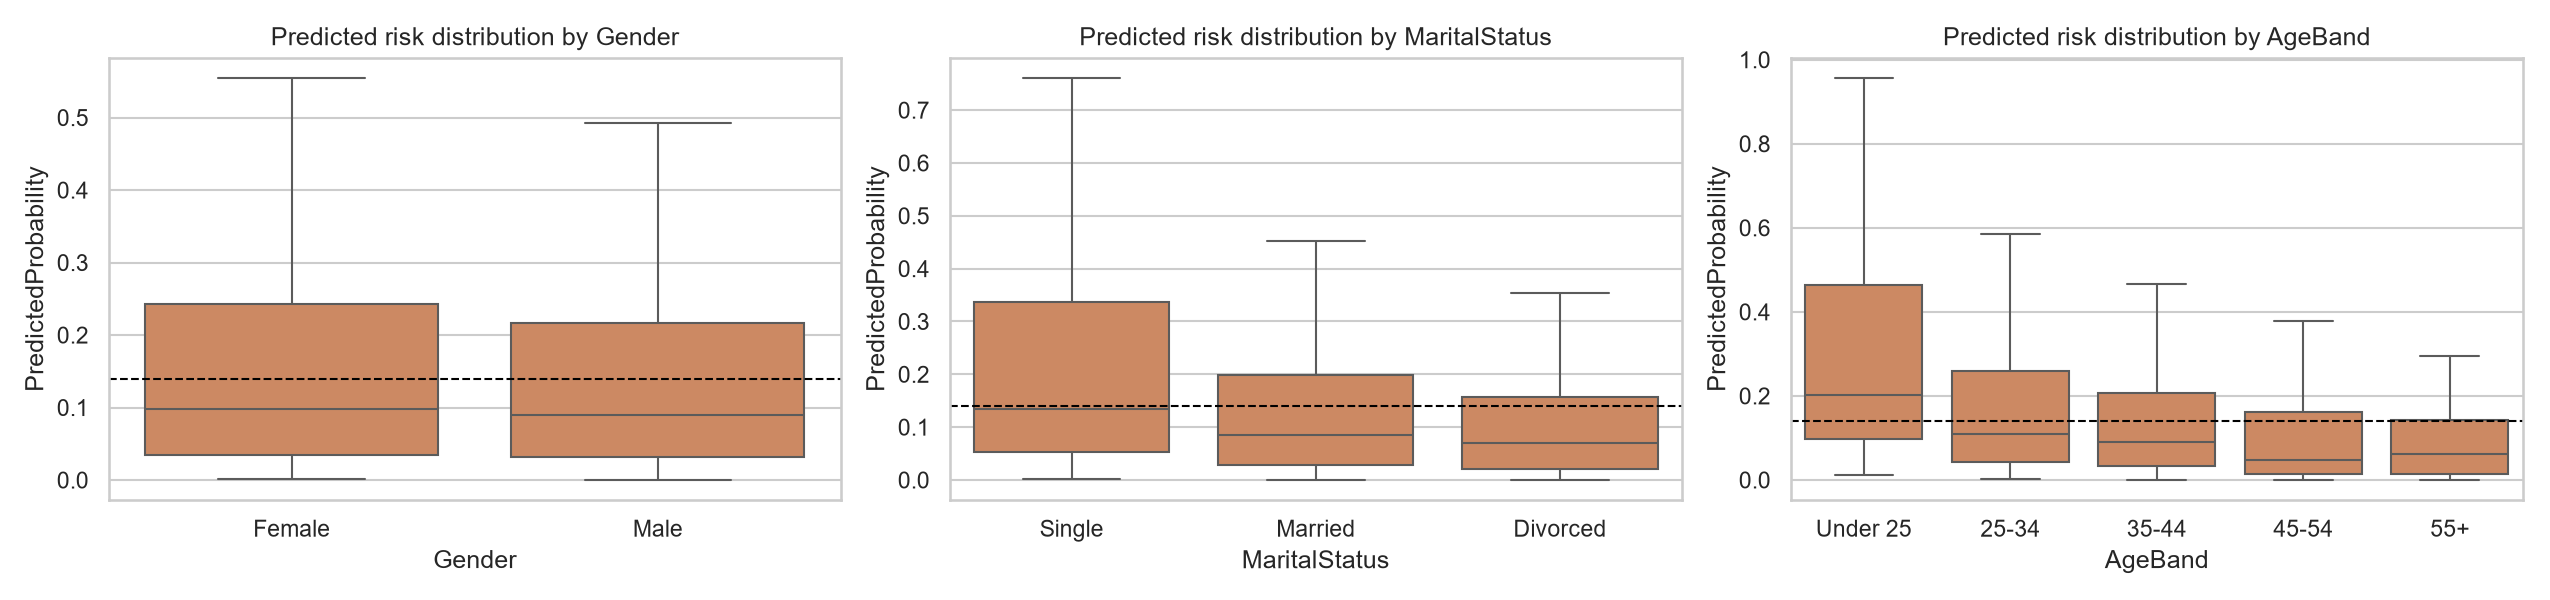 Predicted risk distribution by Gender
PredictedProbability
0.5
0.4
0.3
0.2
0.1
0.0
Female Male
Gender
Predicted risk distribution by MaritalStatus
PredictedProbability
0.7
0.6
0.5
0.4
0.3
0.2
0.1
0.0
Single Married Divorced
MaritalStatus
Predicted risk distribution by AgeBand
PredictedProbability
1.0
0.8
0.6
0.4
0.2
0.0
Under 25 25-34 35-44 45-54 55+
AgeBand